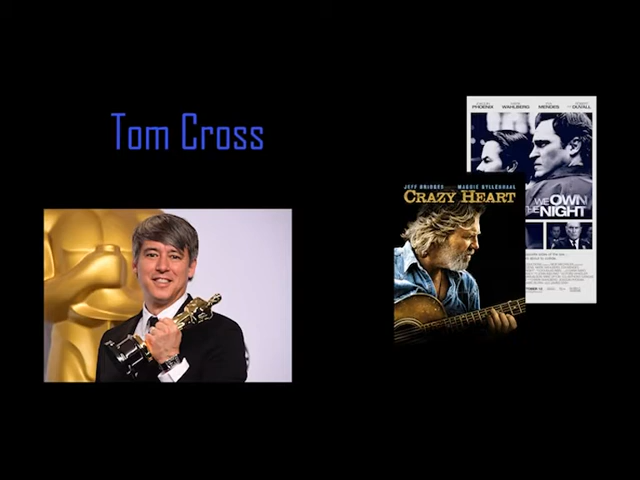 Tom Cross
PHOENIX WAHLBERG MENDES DUVALL
WE OWN
THE NIGHT
JEFF BRIDGES MAGGIE GYLLENHAAL
CRAZY HEART